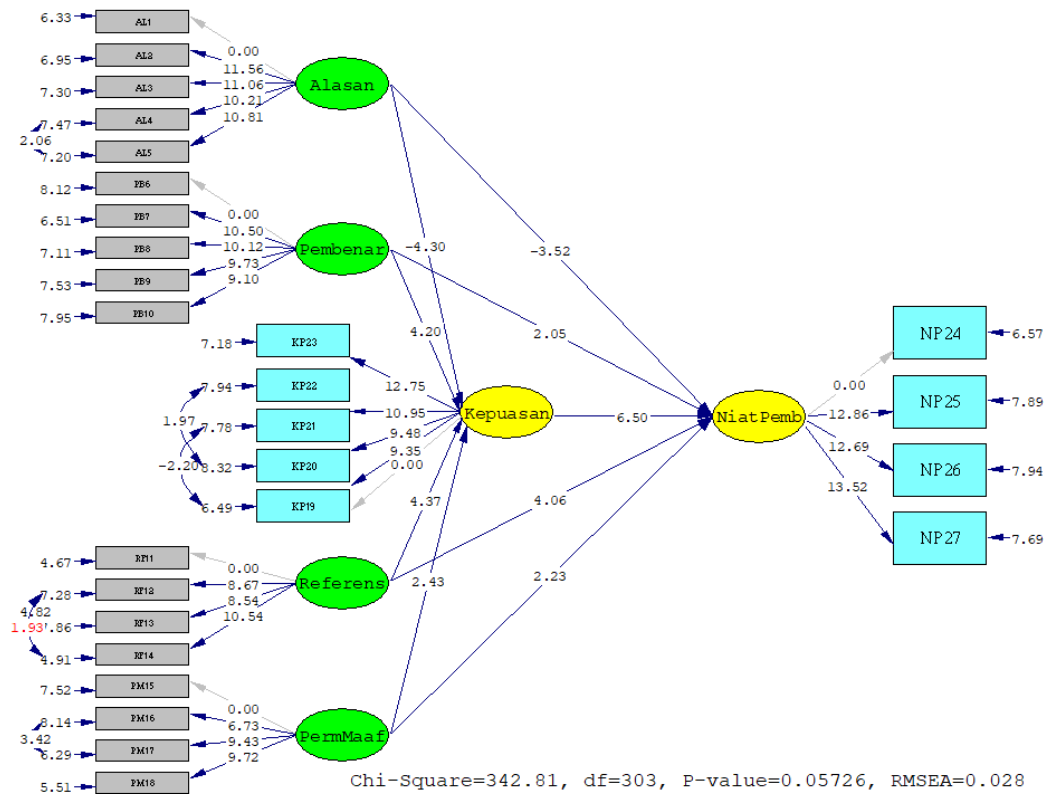 6.33 AL1
0.00
6.95 AL2
11.56
7.30 AL3
11.06
Alasan
10.21
7.47 AL4
10.81
2.06
7.20 AL5
8.12 PB6
0.00
6.51 PB7
10.50
7.11 PB8
10.12
Pembenar
9.73
7.53 PB9
9.10
7.95 PB10
-4.30
-3.52
4.20
2.05
7.18 KP23
12.75
7.94 KP22
10.95
1.97
7.78 KP21
9.48
-2.20
8.32 KP20
9.35
0.00
6.49 KP19
Kepuasan
6.50
NiatPemb
0.00
NP24 6.57
12.86
NP25 7.89
12.69
NP26 7.94
13.52
NP27 7.69
4.37
4.06
2.43
2.23
4.67 RF11
0.00
7.28 RF12
8.67
4.82
Referens
8.54
1.93
7.86 RF13
10.54
4.91 RF14
7.52 PM15
0.00
8.14 PM16
6.73
3.42
PermMaaf
9.43
6.29 PM17
9.72
5.51 PM18
Chi-Square=342.81, df=303, P-value=0.05726, RMSEA=0.028